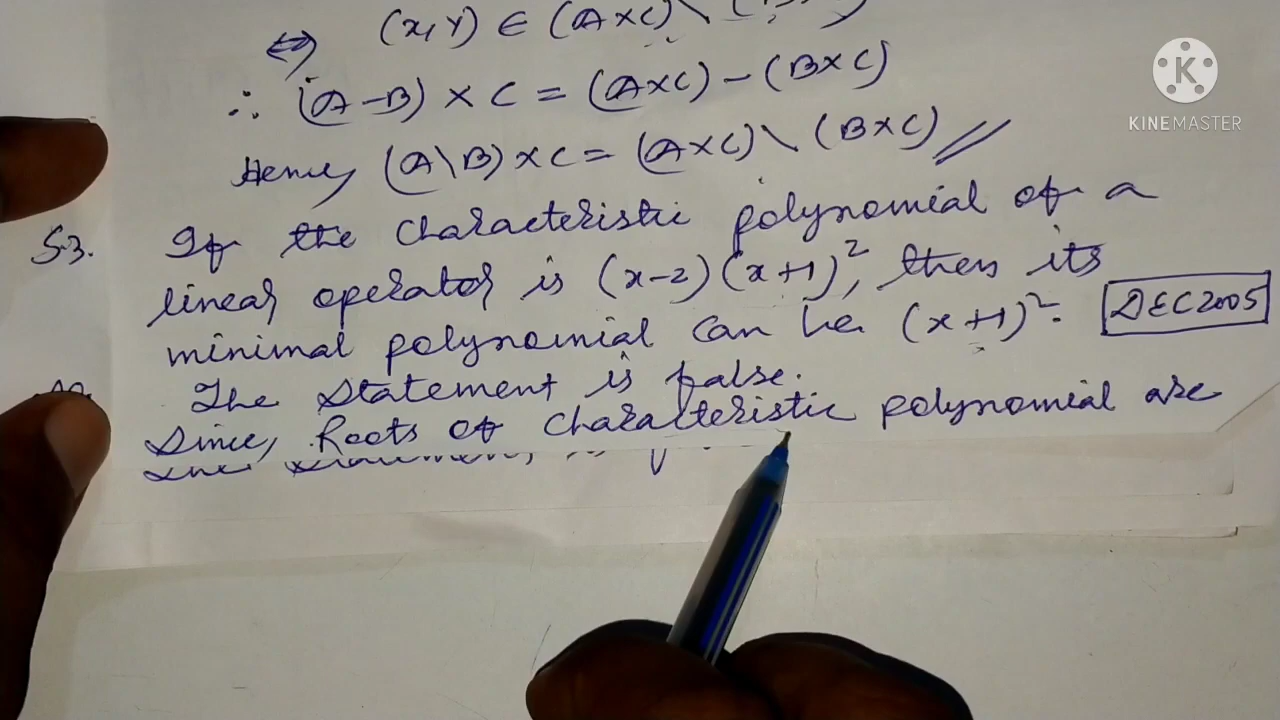 ⇔ (x,y) ∈ (A×C) \
∴ (A-B) × C = (A×C) - (B×C)
KINEMASTER
Hence, (A\B)×C = (A×C) \ (B×C) //
53. If the characteristic polynomial of a
linear operator is (x-2)(x+1)², then its
minimal polynomial can be (x+1)². DEC2005
The statement is false.
Since, Roots of characteristic polynomial are